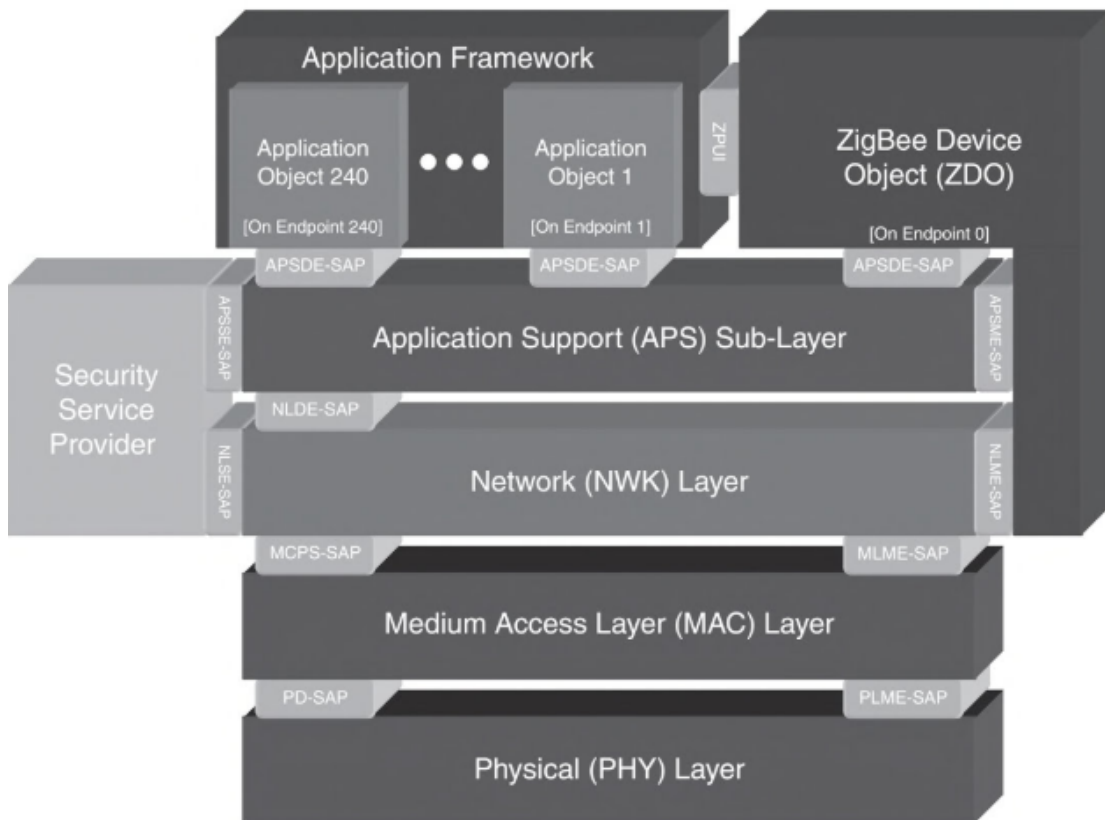 Application Framework
Application
Object 240
[On Endpoint 240]
Application
Object 1
[On Endpoint 1]
ZPUI
ZigBee Device
Object (ZDO)
[On Endpoint 0]
APSDE-SAP
APSDE-SAP
APSDE-SAP
Security
Service
Provider
APSSE-SAP
Application Support (APS) Sub-Layer
APSME-SAP
NLDE-SAP
NLSE-SAP
Network (NWK) Layer
NLME-SAP
MCPS-SAP
MLME-SAP
Medium Access Layer (MAC) Layer
PD-SAP
PLME-SAP
Physical (PHY) Layer